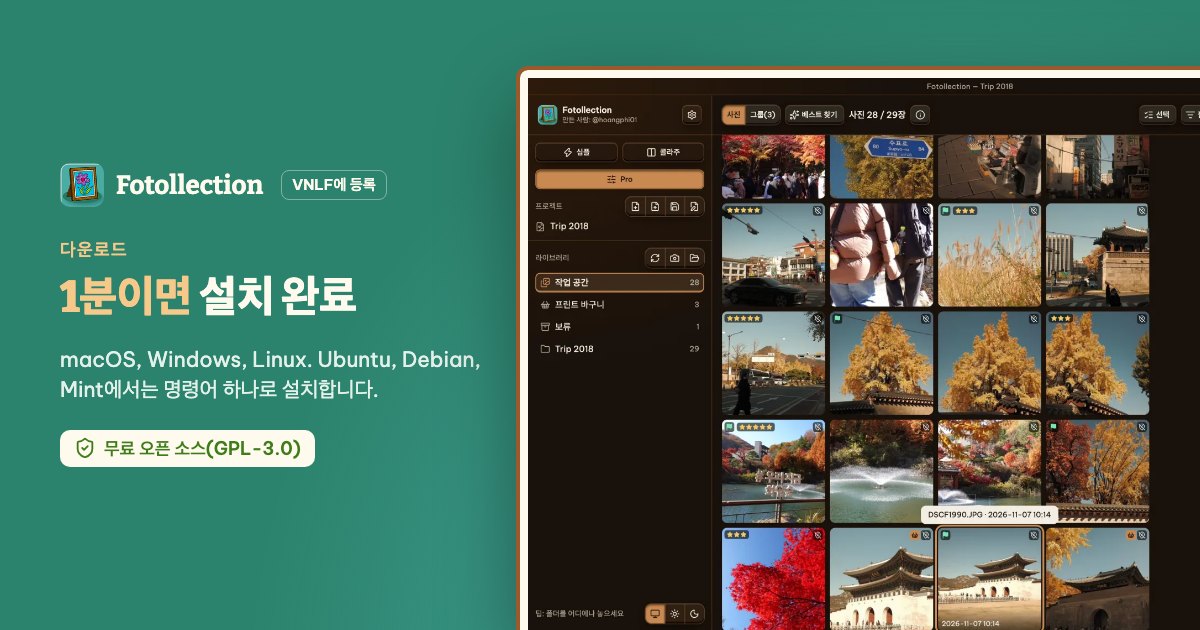 Fotollection
VNLF에 등록
다운로드
1분이면 설치 완료
macOS, Windows, Linux. Ubuntu, Debian,
Mint에서는 명령어 하나로 설치합니다.
무료 오픈 소스(GPL-3.0)
Fotollection — Trip 2018
Fotollection
만든 사람: @hoangphi01
심플
콜라주
Pro
프로젝트
Trip 2018
라이브러리
작업 공간 28
프린트 바구니 3
보류 1
Trip 2018 29
팁: 폴더를 어디에나 놓으세요
사진
그룹(3)
베스트 찾기
사진 28 / 29장
선택
수표로
80
84
DSCF1990.JPG · 2026-11-07 10:14
2026-11-07 10:14